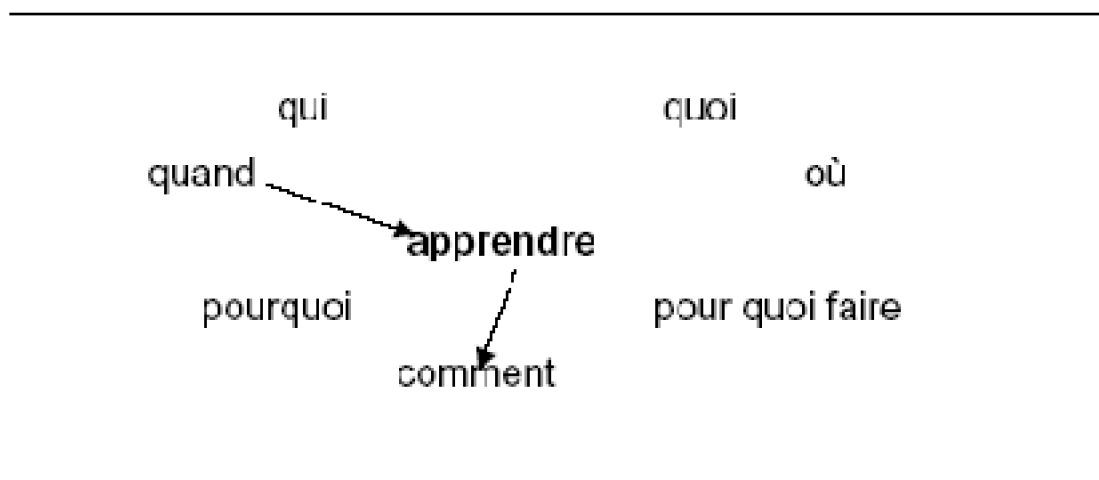 qui quoi
quand où
apprendre
pourquoi pour quoi faire
comment